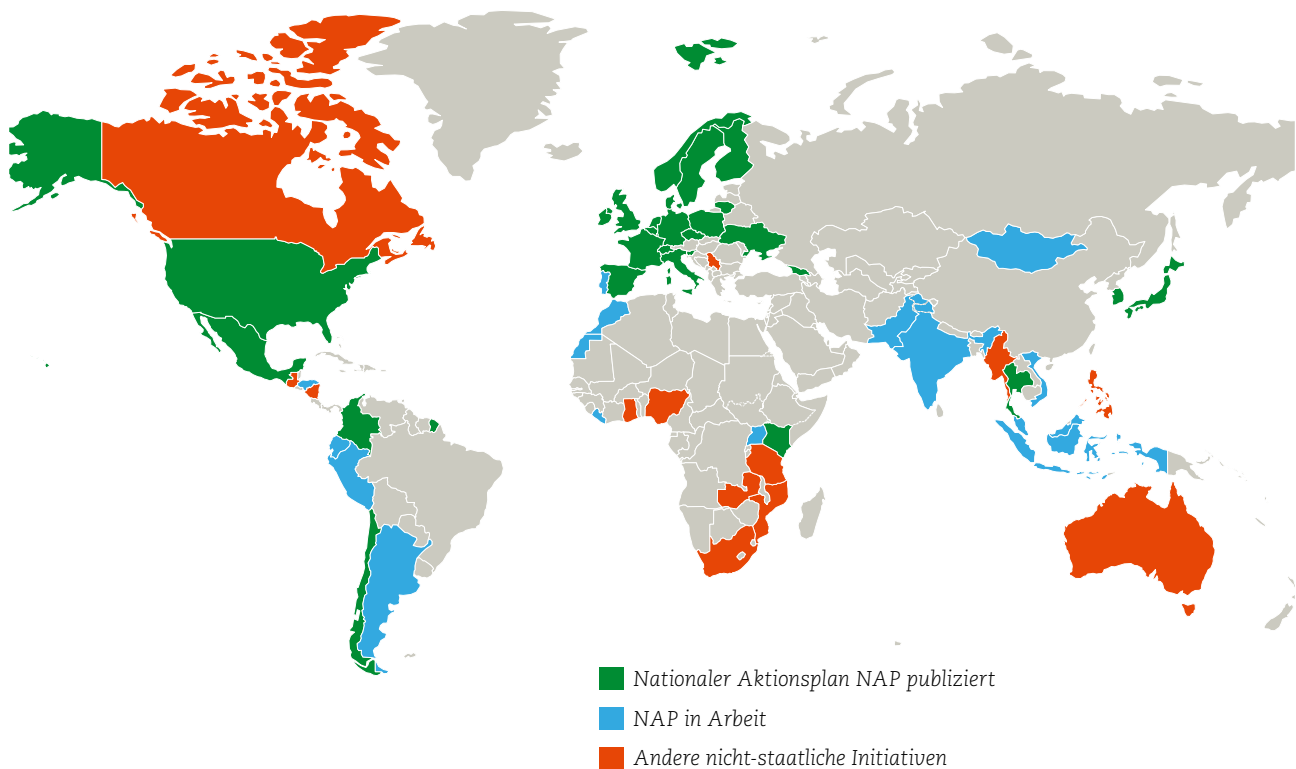 Nationaler Aktionsplan NAP publiziert
NAP in Arbeit
Andere nicht-staatliche Initiativen